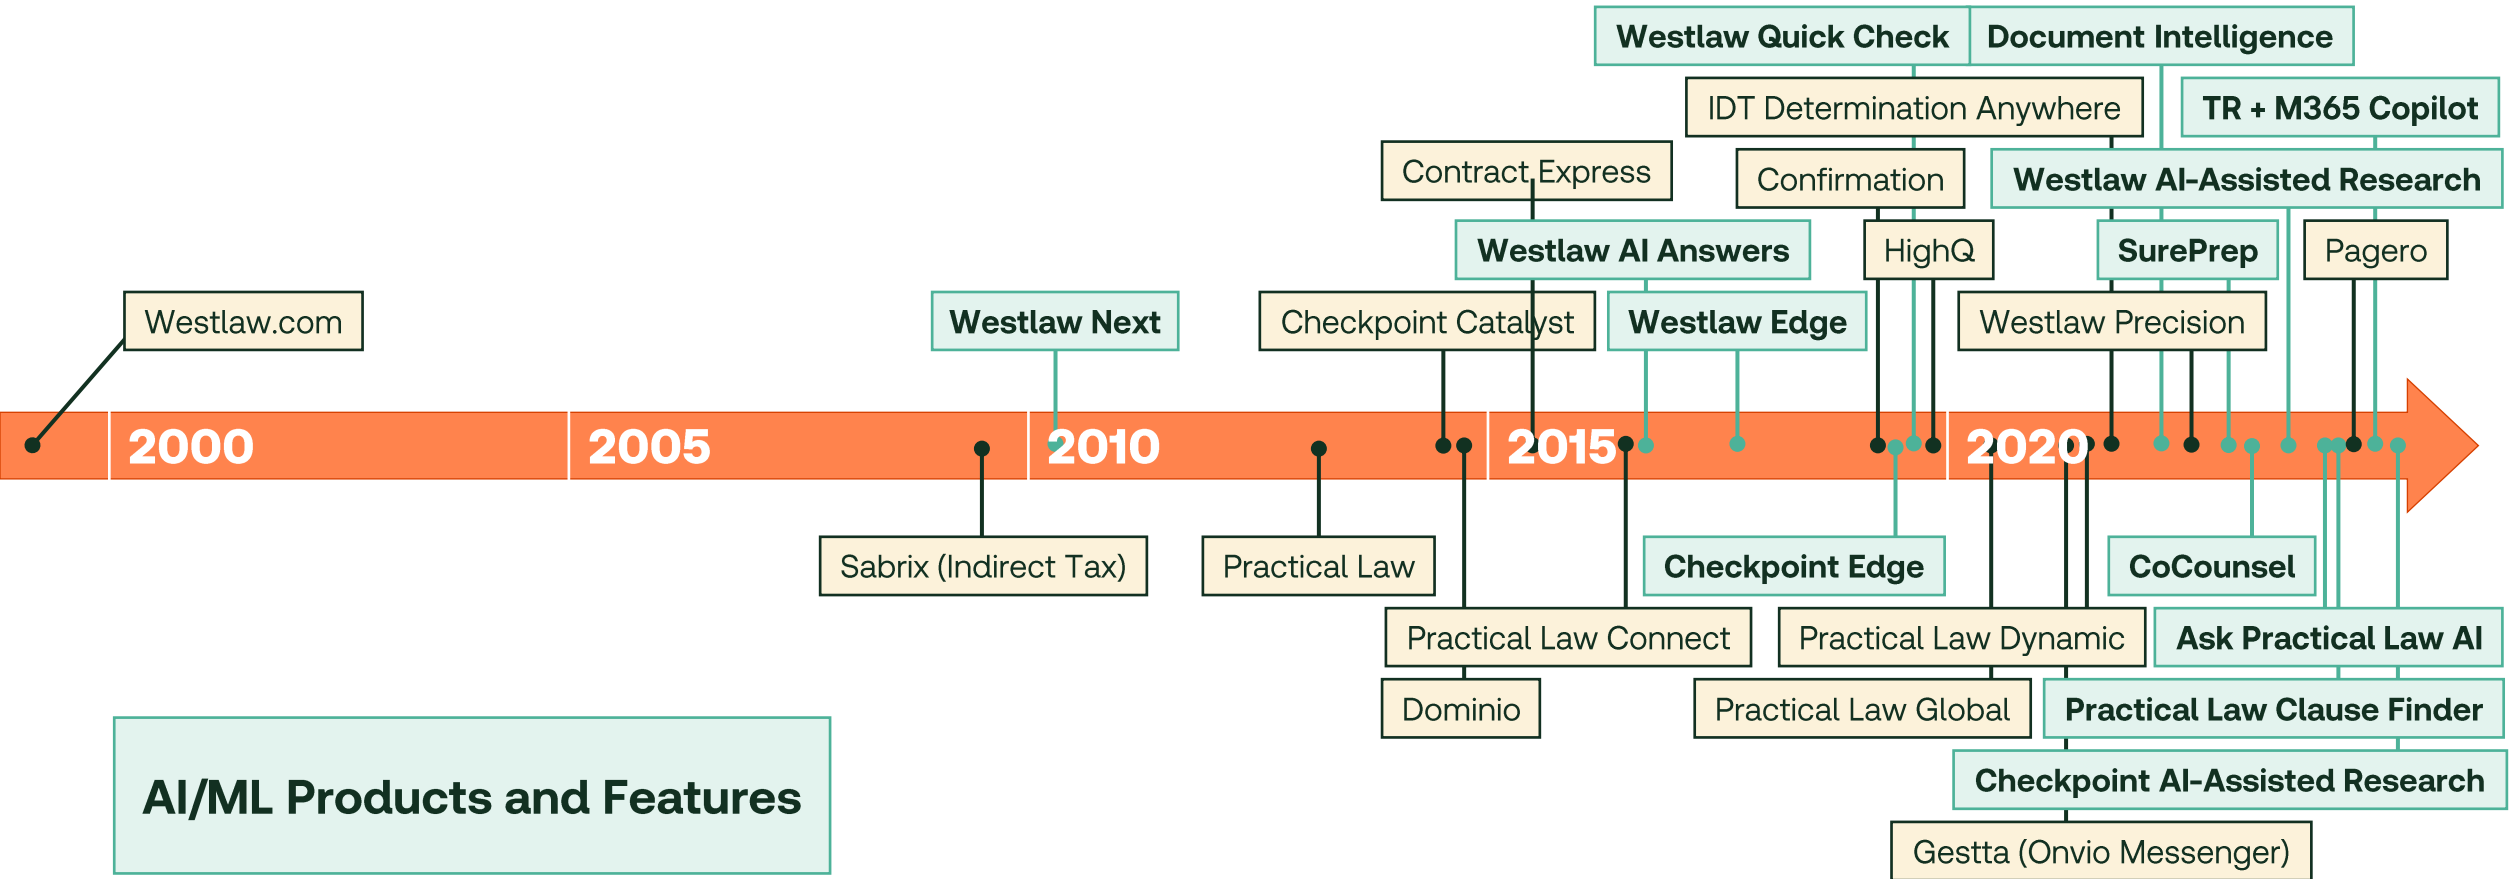 Westlaw Quick Check
Document Intelligence
IDT Determination Anywhere
TR + M365 Copilot
Contract Express
Confirmation
Westlaw AI-Assisted Research
Westlaw AI Answers
HighQ
SurePrep
Pagero
Westlaw.com
Westlaw Next
Checkpoint Catalyst
Westlaw Edge
Westlaw Precision
2000
2005
2010
2015
2020
Sabrix (Indirect Tax)
Practical Law
Checkpoint Edge
CoCounsel
Practical Law Connect
Practical Law Dynamic
Ask Practical Law AI
Dominio
Practical Law Global
Practical Law Clause Finder
AI/ML Products and Features
Checkpoint AI-Assisted Research
Gestta (Onvio Messenger)